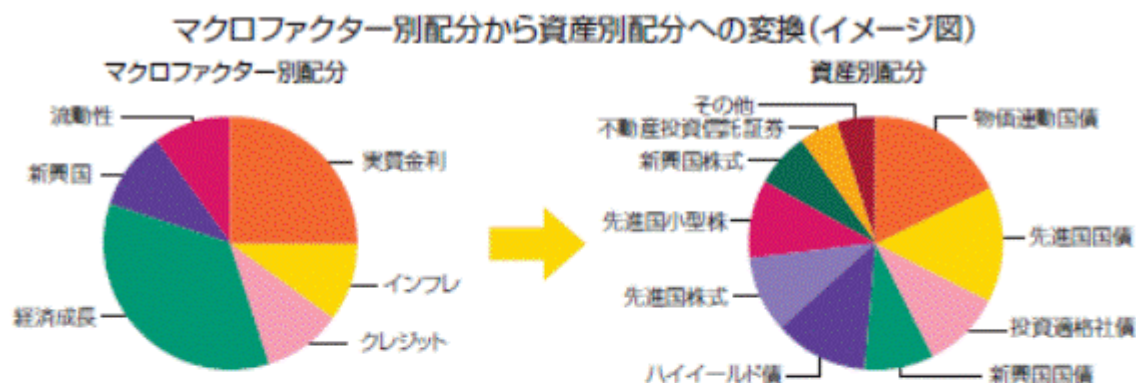 マクロファクター別配分から資産別配分への変換(イメージ図)
マクロファクター別配分
流動性
実質金利
新興国
インフレ
経済成長
クレジット
資産別配分
その他
物価連動国債
不動産投資信託証券
新興国株式
先進国小型株
先進国国債
先進国株式
投資適格社債
ハイイールド債
新興国国債